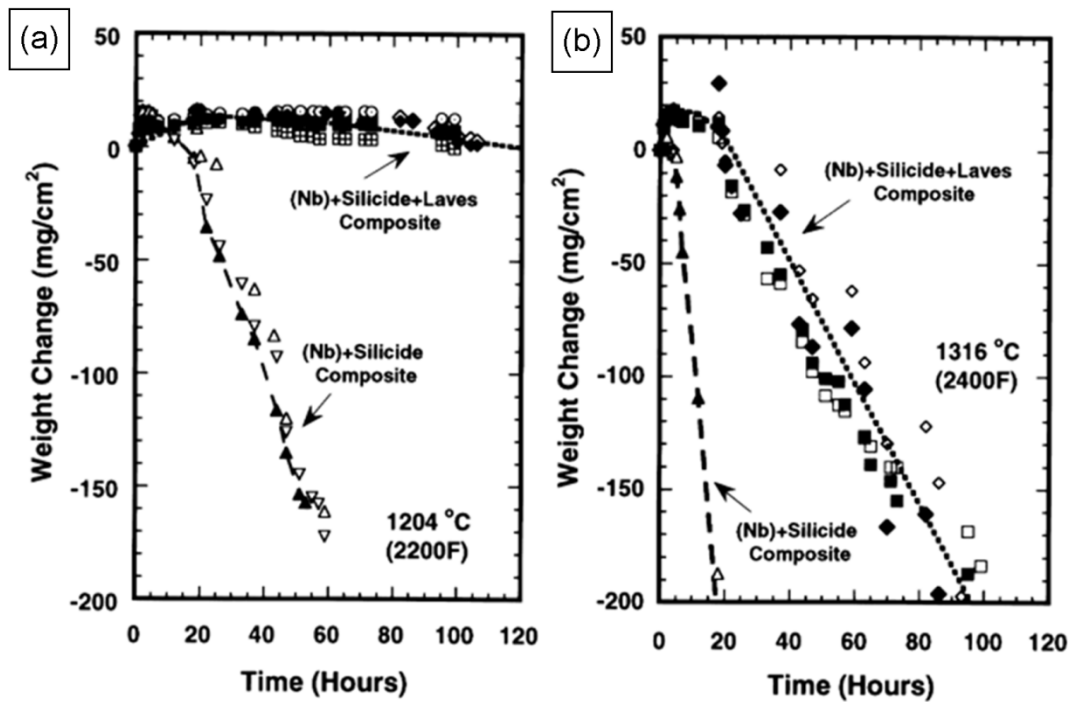 (a)
50
0
-50
-100
-150
-200
Weight Change (mg/cm2)
(Nb)+Silicide+Laves
Composite
(Nb)+Silicide
Composite
1204 °C
(2200F)
0 20 40 60 80 100 120
Time (Hours)
(b)
50
0
-50
-100
-150
-200
Weight Change (mg/cm2)
(Nb)+Silicide+Laves
Composite
1316 °C
(2400F)
(Nb)+Silicide
Composite
0 20 40 60 80 100 120
Time (Hours)